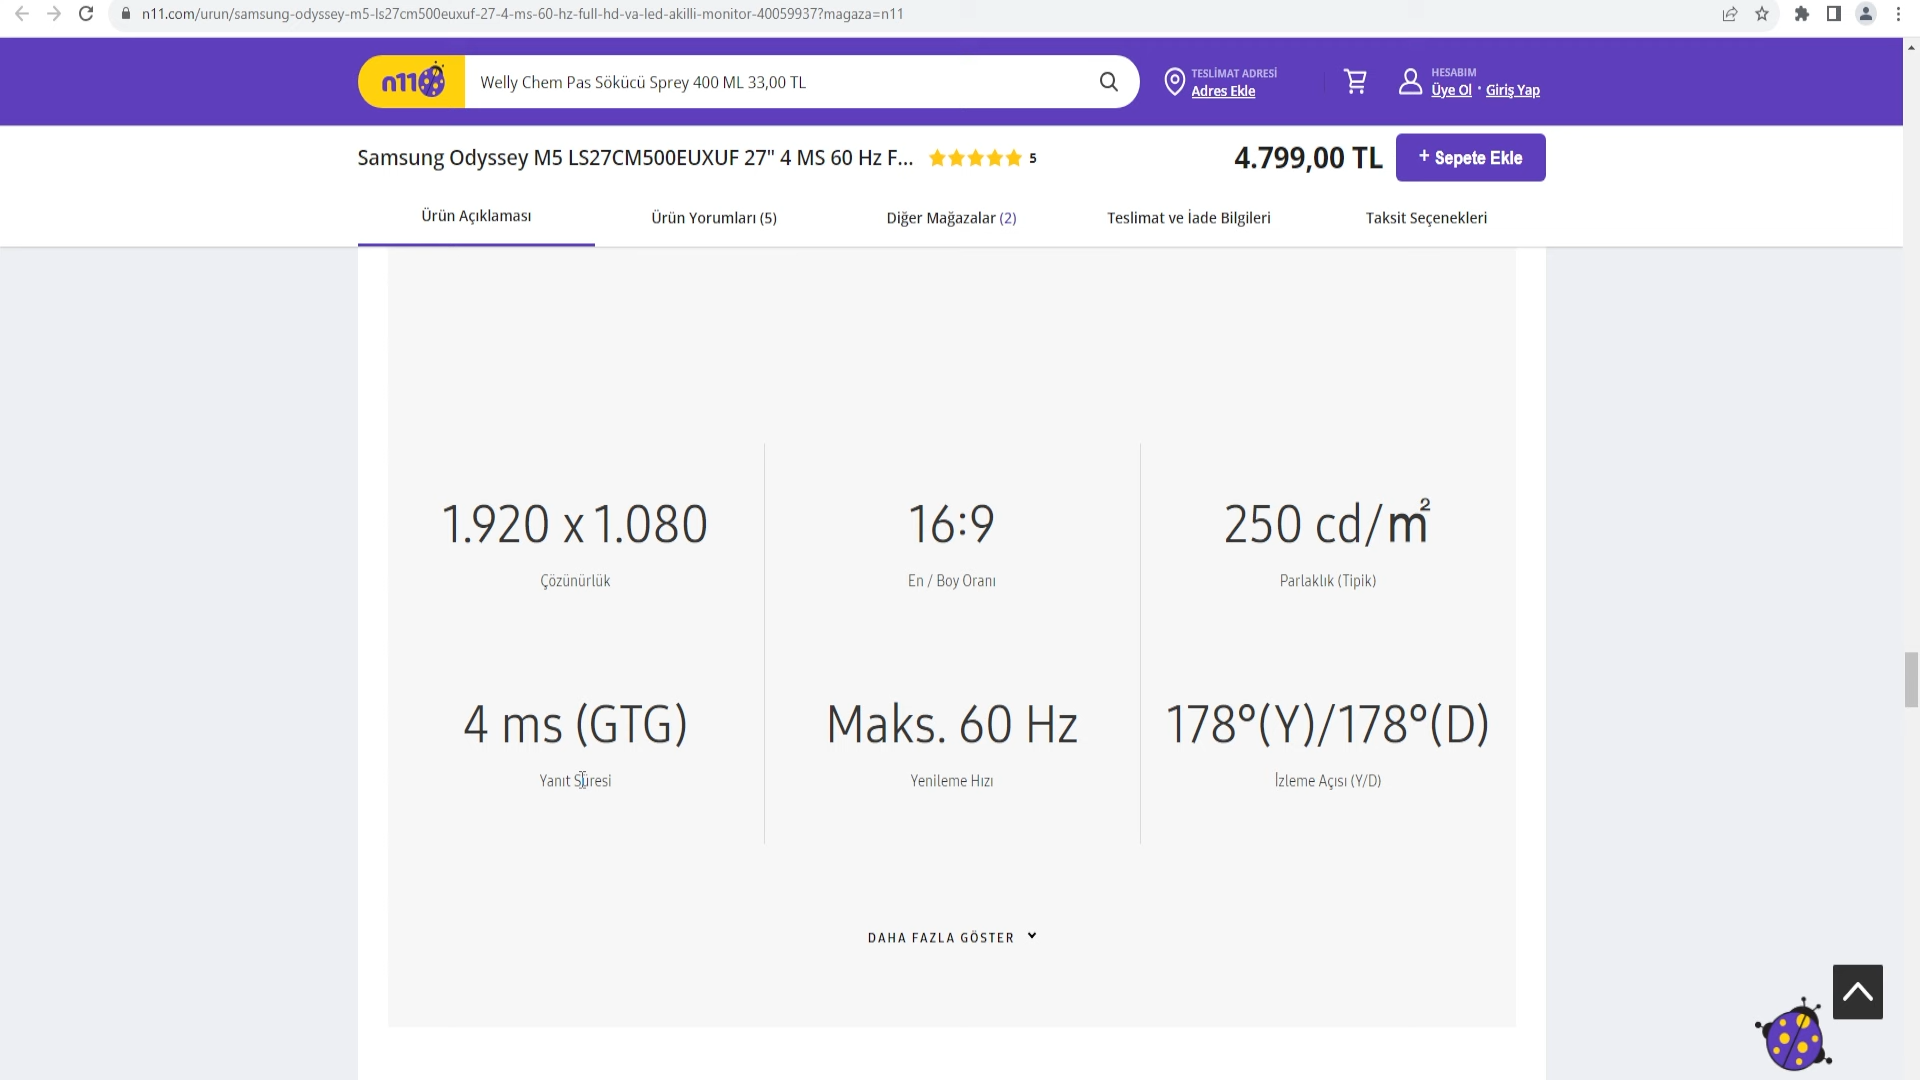 n11.com/urun/samsung-odyssey-m5-ls27cm500euxuf-27-4-ms-60-hz-full-hd-va-led-akilli-monitor-40059937?magaza=n11
n11
Welly Chem Pas Sökücü Sprey 400 ML 33,00 TL
TESLİMAT ADRESİ
Adres Ekle
HESABIM
Üye Ol · Giriş Yap
Samsung Odyssey M5 LS27CM500EUXUF 27" 4 MS 60 Hz F... 5
4.799,00 TL
+ Sepete Ekle
Ürün Açıklaması
Ürün Yorumları (5)
Diğer Mağazalar (2)
Teslimat ve İade Bilgileri
Taksit Seçenekleri
1.920 x 1.080
Çözünürlük
16:9
En / Boy Oranı
250 cd/m²
Parlaklık (Tipik)
4 ms (GTG)
Yanıt Süresi
Maks. 60 Hz
Yenileme Hızı
178°(Y)/178°(D)
İzleme Açısı (Y/D)
DAHA FAZLA GÖSTER